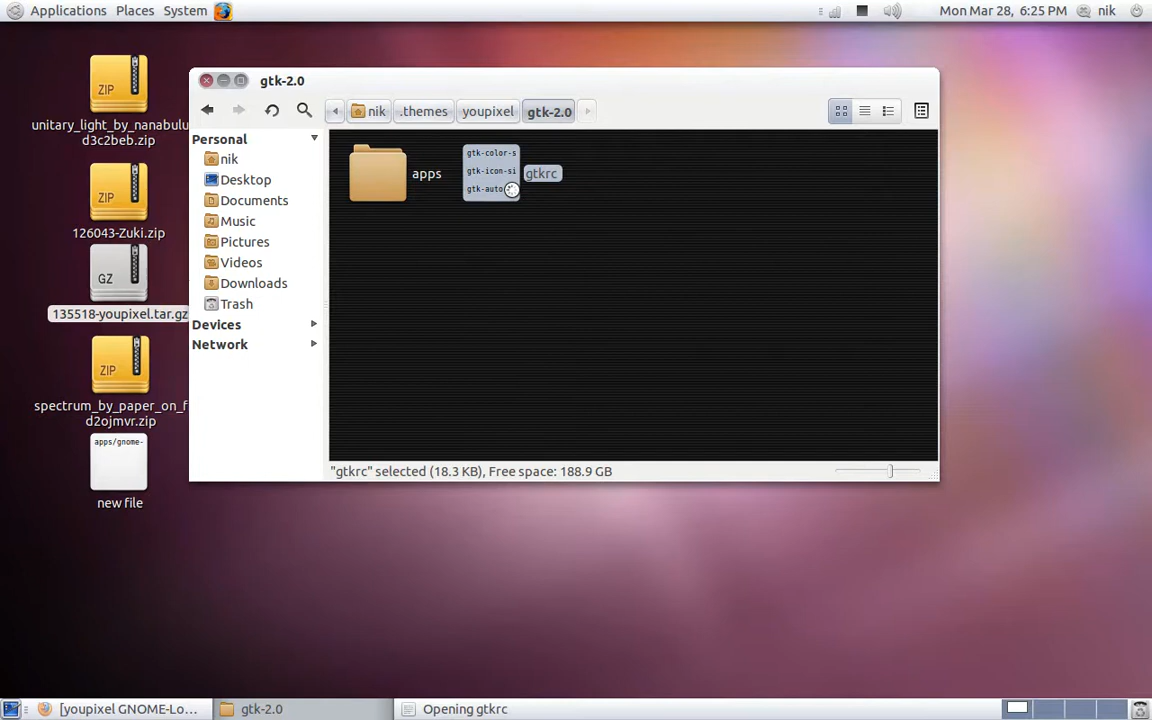 Applications Places System
Mon Mar 28, 6:25 PM nik
gtk-2.0
nik .themes youpixel gtk-2.0
Personal
nik
Desktop
Documents
Music
Pictures
Videos
Downloads
Trash
Devices
Network
apps
gtk-color-s
gtk-icon-si
gtk-auto
gtkrc
"gtkrc" selected (18.3 KB), Free space: 188.9 GB
ZIP
unitary_light_by_nanabulu
d3c2beb.zip
ZIP
126043-Zuki.zip
GZ
135518-youpixel.tar.gz
ZIP
spectrum_by_paper_on_f
d2ojmvr.zip
apps/gnome-
new file
[youpixel GNOME-Lo... gtk-2.0 Opening gtkrc